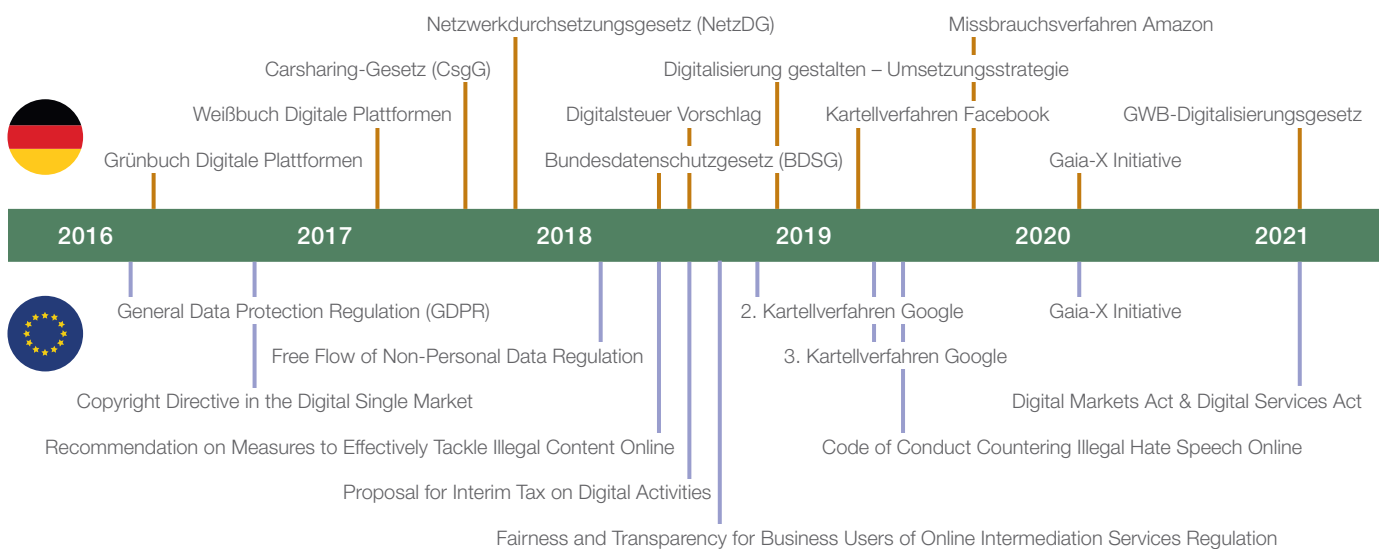 Netzwerkdurchsetzungsgesetz (NetzDG)
Missbrauchsverfahren Amazon
Carsharing-Gesetz (CsgG)
Digitalisierung gestalten – Umsetzungsstrategie
Weißbuch Digitale Plattformen
Digitalsteuer Vorschlag
Kartellverfahren Facebook
GWB-Digitalisierungsgesetz
Grünbuch Digitale Plattformen
Bundesdatenschutzgesetz (BDSG)
Gaia-X Initiative
2016
2017
2018
2019
2020
2021
General Data Protection Regulation (GDPR)
2. Kartellverfahren Google
Gaia-X Initiative
Free Flow of Non-Personal Data Regulation
3. Kartellverfahren Google
Copyright Directive in the Digital Single Market
Digital Markets Act & Digital Services Act
Recommendation on Measures to Effectively Tackle Illegal Content Online
Code of Conduct Countering Illegal Hate Speech Online
Proposal for Interim Tax on Digital Activities
Fairness and Transparency for Business Users of Online Intermediation Services Regulation